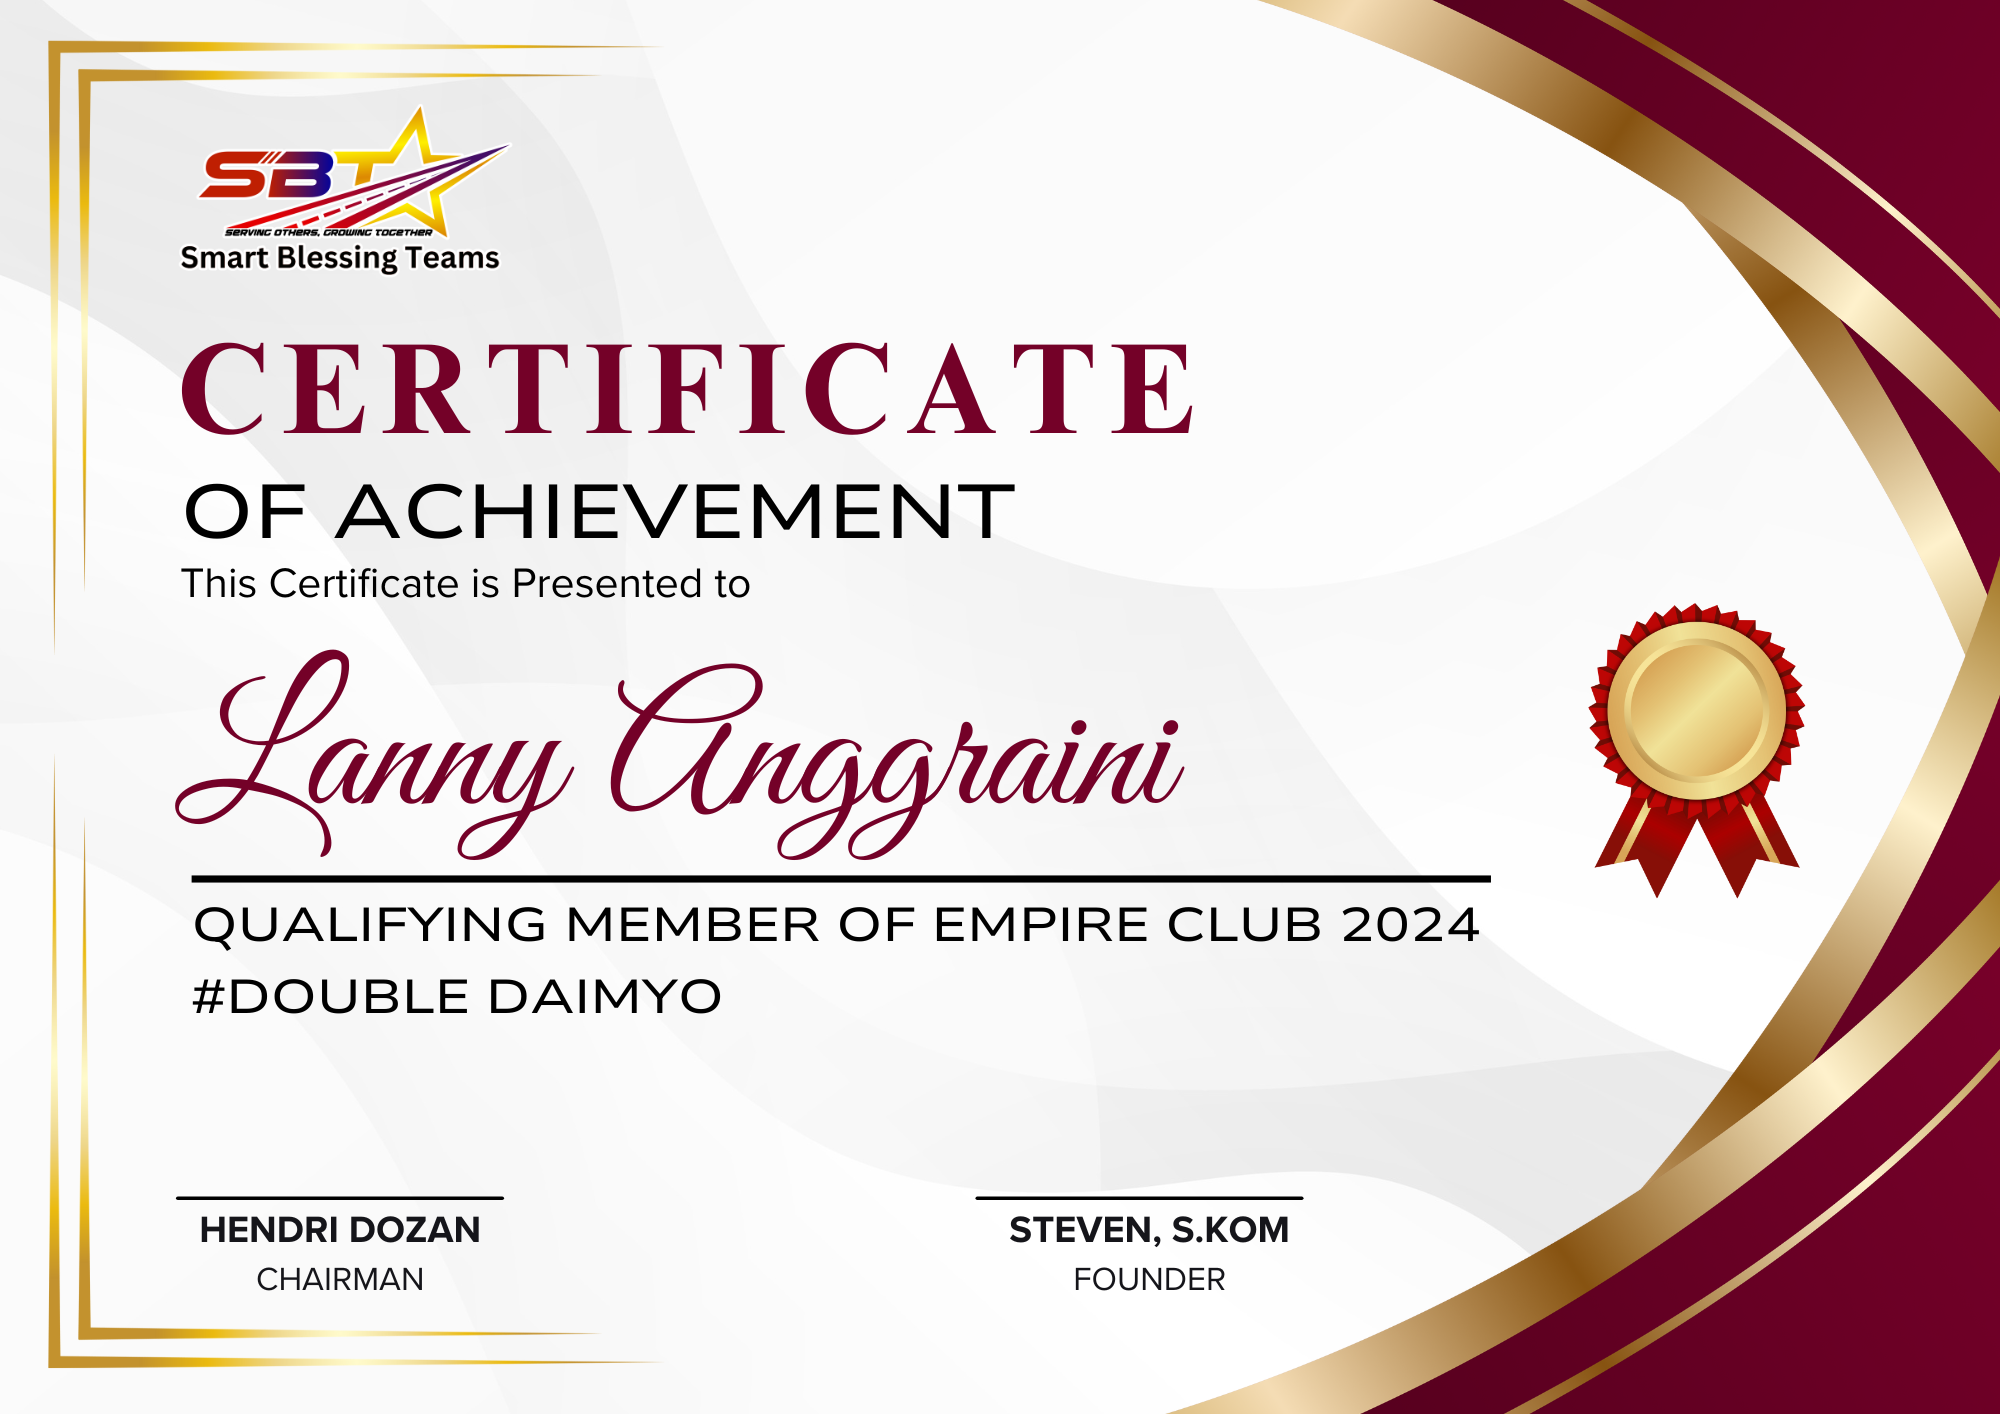 SBT
SERVING OTHERS, GROWING TOGETHER
Smart Blessing Teams
CERTIFICATE
OF ACHIEVEMENT
This Certificate is Presented to
Lanny Anggraini
QUALIFYING MEMBER OF EMPIRE CLUB 2024
#DOUBLE DAIMYO
HENDRI DOZAN
CHAIRMAN
STEVEN, S.KOM
FOUNDER